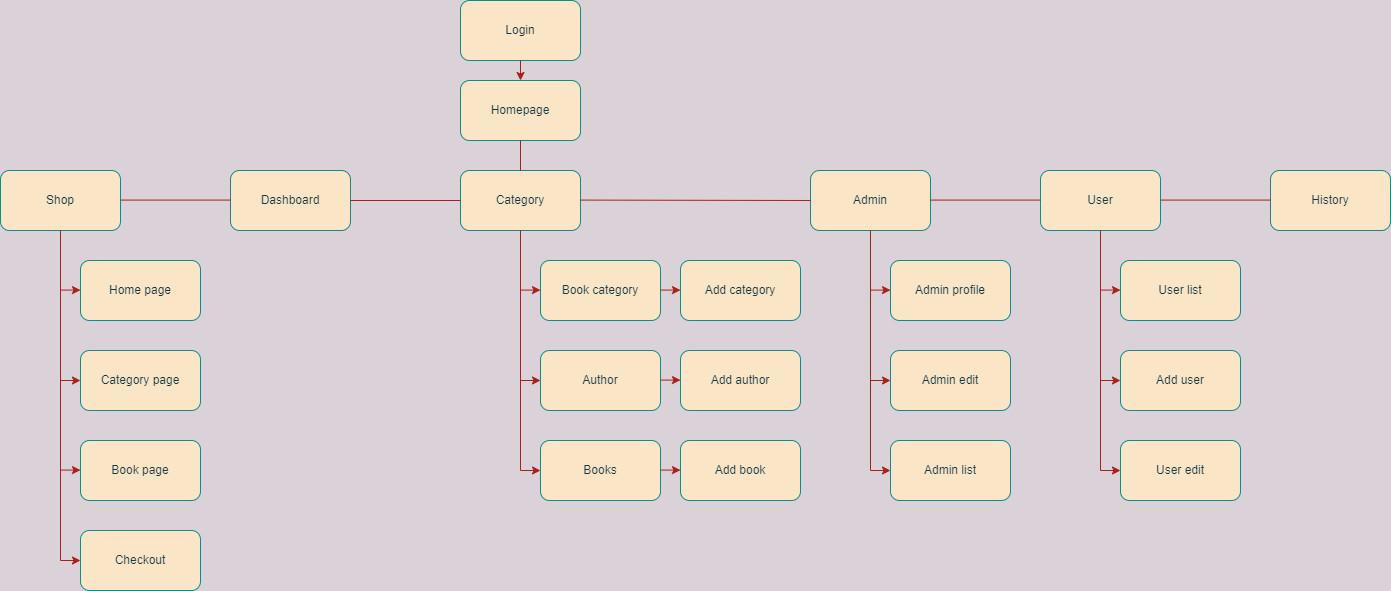 Login
Homepage
Shop
Dashboard
Category
Admin
User
History
Home page
Book category
Add category
Admin profile
User list
Category page
Author
Add author
Admin edit
Add user
Book page
Books
Add book
Admin list
User edit
Checkout